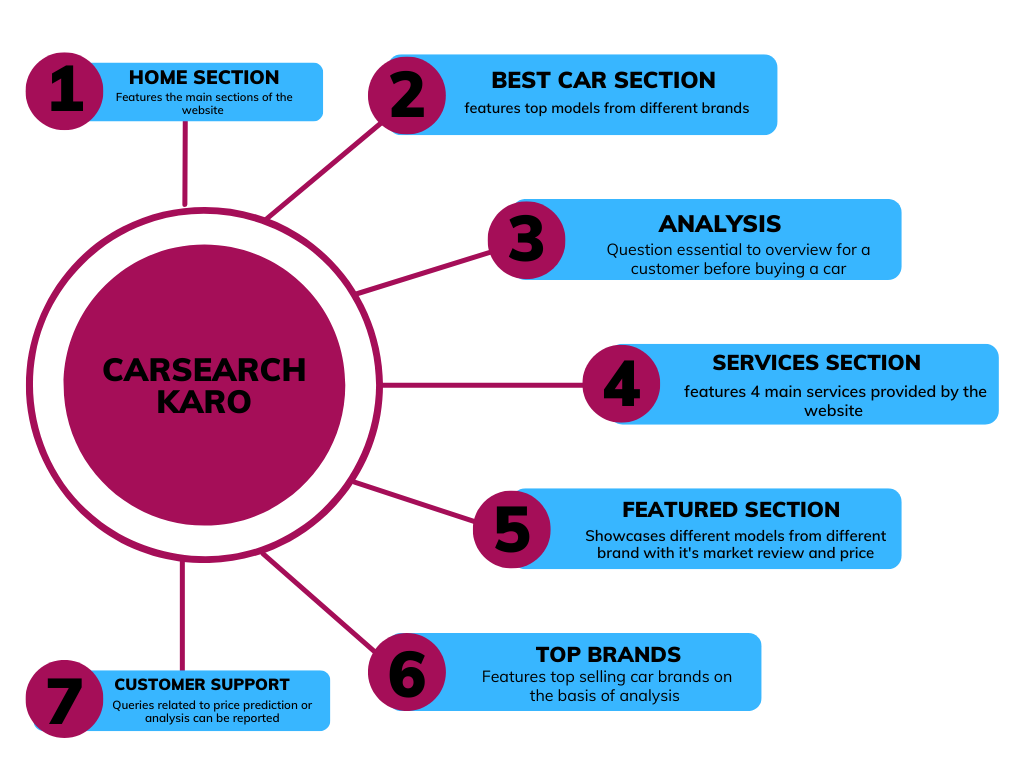 1
HOME SECTION
Features the main sections of the
website
2
BEST CAR SECTION
features top models from different brands
3
ANALYSIS
Question essential to overview for a
customer before buying a car
CARSEARCH
KARO
4
SERVICES SECTION
features 4 main services provided by the
website
5
FEATURED SECTION
Showcases different models from different
brand with it's market review and price
6
TOP BRANDS
Features top selling car brands on
the basis of analysis
7
CUSTOMER SUPPORT
Queries related to price prediction or
analysis can be reported